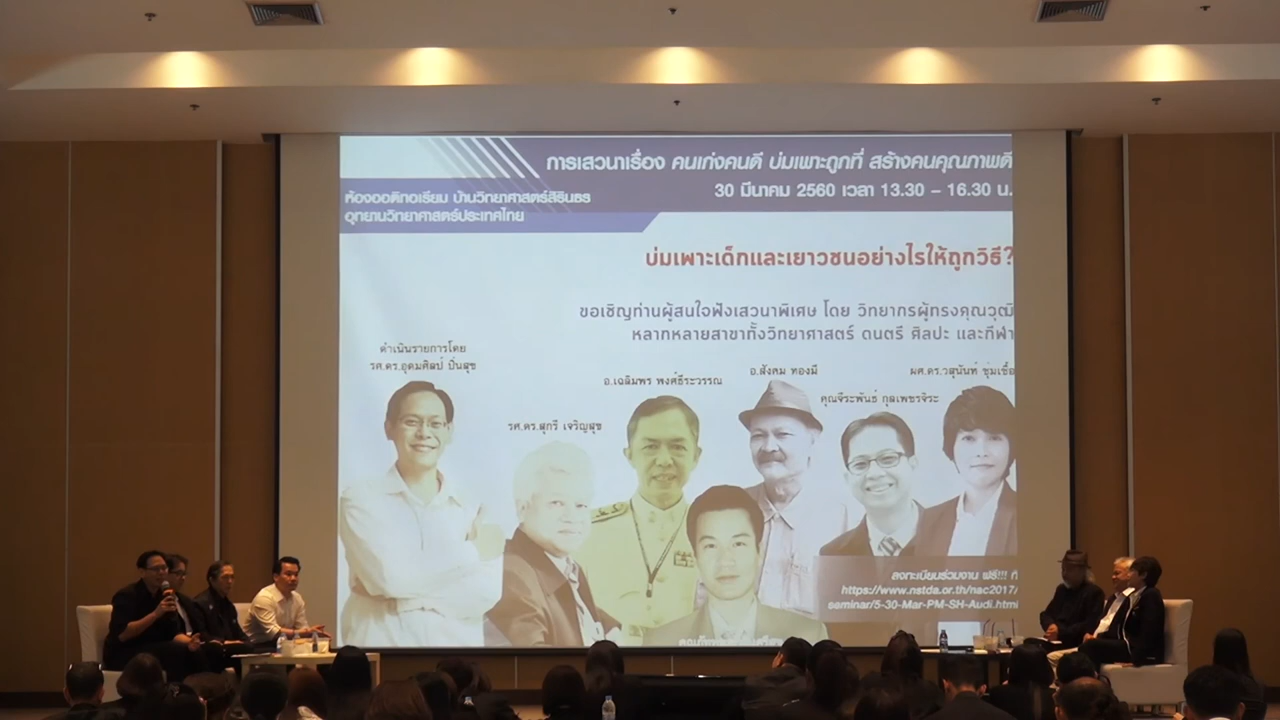 การเสวนาเรื่อง คนเก่งคนดี บ่มเพาะถูกที่ สร้างคนคุณภาพดี
30 มีนาคม 2560 เวลา 13.30 – 16.30 น.
ห้องออดิทอเรียม บ้านวิทยาศาสตร์สิรินธร
อุทยานวิทยาศาสตร์ประเทศไทย
บ่มเพาะเด็กและเยาวชนอย่างไรให้ถูกวิธี?
ขอเชิญท่านผู้สนใจฟังเสวนาพิเศษ โดย วิทยากรผู้ทรงคุณวุฒิ
หลากหลายสาขาทั้งวิทยาศาสตร์ ดนตรี ศิลปะ และกีฬา
ดำเนินรายการโดย
รศ.ดร.อุดมศิลป์ ปิ่นสุข
รศ.ดร.สุกรี เจริญสุข
อ.เฉลิมพร พงศ์ธีระวรรณ
อ.สังคม ทองมี
คุณจีระพันธ์ กุลเพชรจิระ
ผศ.ดร.วสุนันท์ ชุ่มเชื้อ
ลงทะเบียนร่วมงาน ฟรี!!! ที่
https://www.nstda.or.th/nac2017/
seminar/5-30-Mar-PM-SH-Audi.html